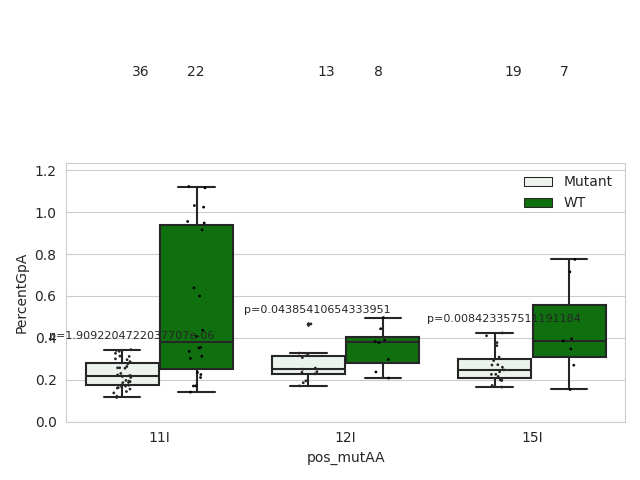 36 22 13 8 19 7
1.2
Mutant
WT
1.0
0.8
0.6
p=0.04385410654333951
p=0.008423357511191184
0.4
p=1.9092204722037707e-06
0.2
0.0
PercentGpA
11I 12I 15I
pos_mutAA